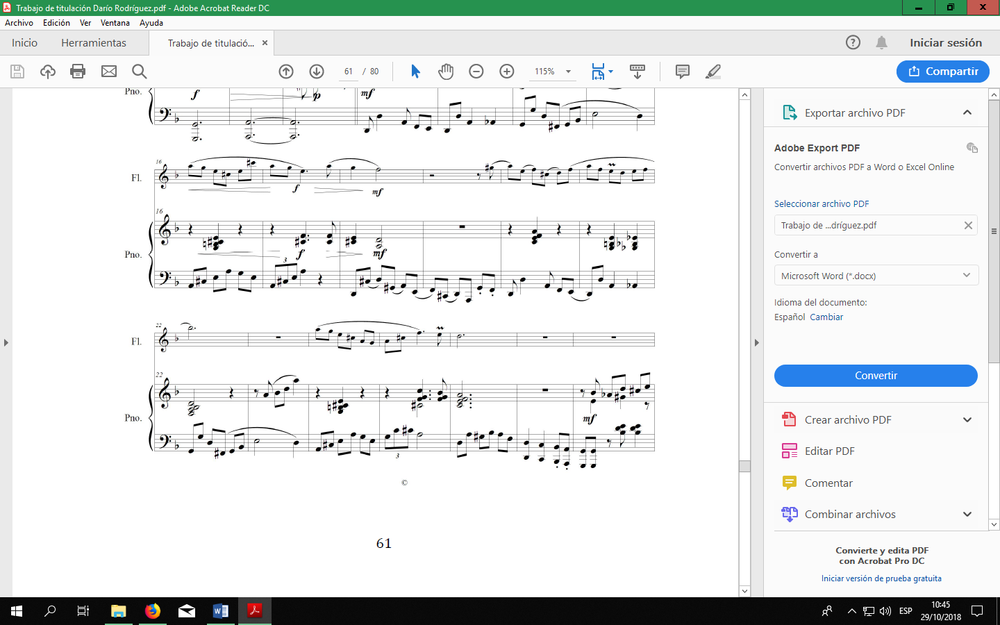 Trabajo de titulación Darío Rodríguez.pdf - Adobe Acrobat Reader DC
Archivo Edición Ver Ventana Ayuda
Inicio Herramientas Trabajo de titulació... × Iniciar sesión
61 / 80 115% Compartir
Pno.
f p mf
16
Fl.
f mf
16
Pno.
f mf
3
22
Fl.
22
Pno.
mf
3
©
61
Exportar archivo PDF
Adobe Export PDF
Convertir archivos PDF a Word o Excel Online
Seleccionar archivo PDF
Trabajo de ...dríguez.pdf
Convertir a
Microsoft Word (*.docx)
Idioma del documento:
Español Cambiar
Convertir
Crear archivo PDF
Editar PDF
Comentar
Combinar archivos
Convierte y edita PDF
con Acrobat Pro DC
Iniciar versión de prueba gratuita
ESP
10:45
29/10/2018